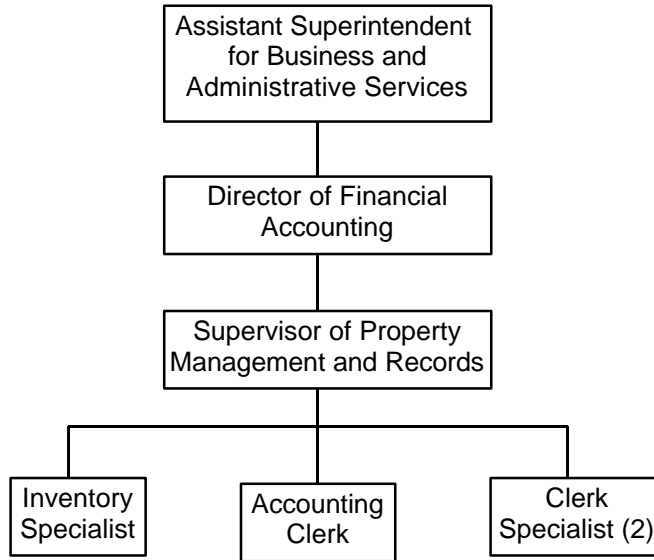 Assistant Superintendent
for Business and
Administrative Services
Director of Financial
Accounting
Supervisor of Property
Management and Records
Inventory
Specialist
Accounting
Clerk
Clerk
Specialist (2)